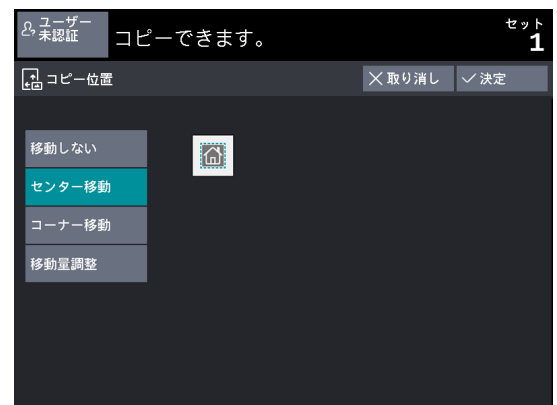 ユーザー
未認証
コピーできます。
セット
1
コピー位置
取り消し
決定
移動しない
センター移動
コーナー移動
移動量調整